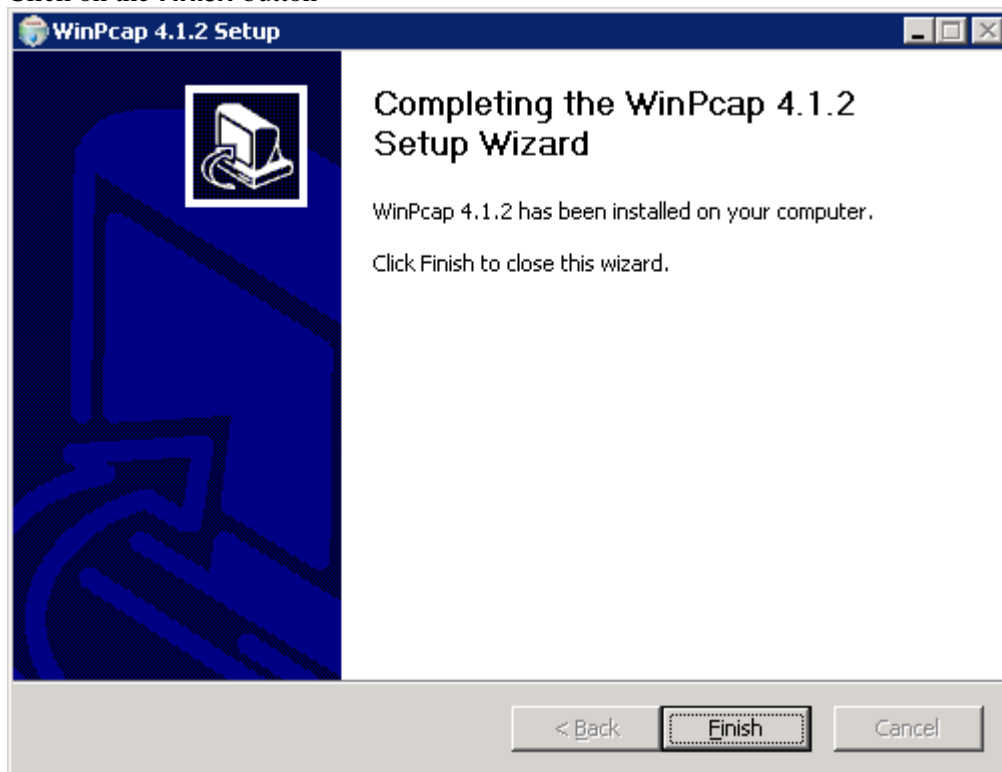 WinPcap 4.1.2 Setup
Completing the WinPcap 4.1.2
Setup Wizard
WinPcap 4.1.2 has been installed on your computer.
Click Finish to close this wizard.
< Back Finish Cancel